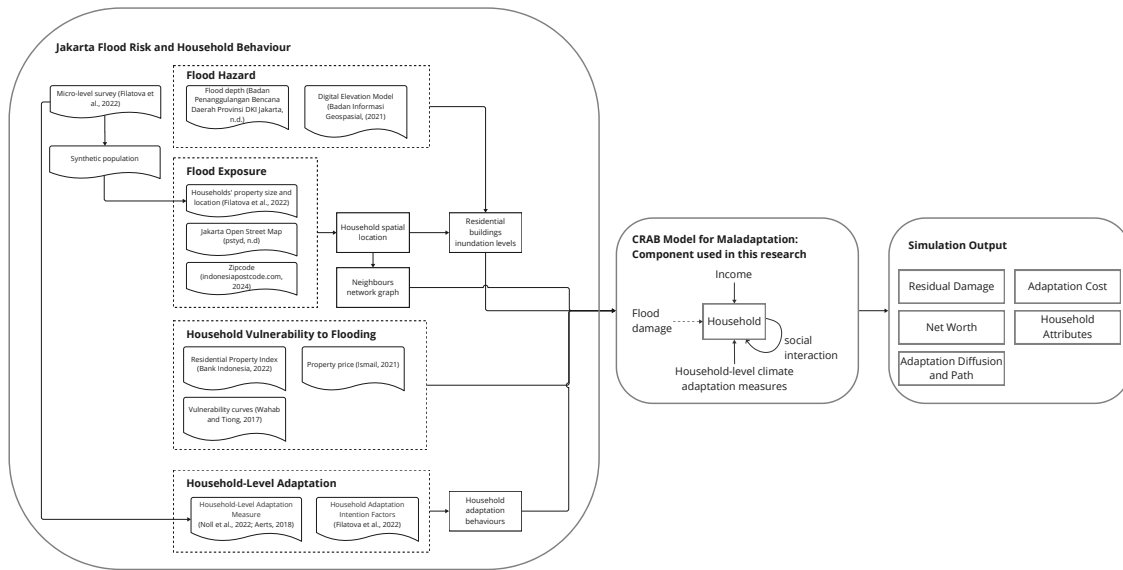 Jakarta Flood Risk and Household Behaviour
Micro-level survey (Filatova et
al., 2022)
Synthetic population
Flood Hazard
Flood depth (Badan
Penanggulangan Bencana
Daerah Provinsi DKI Jakarta,
n.d.)
Digital Elevation Model
(Badan Informasi
Geospasial, (2021)
Flood Exposure
Households' property size and
location (Filatova et al., 2022)
Jakarta Open Street Map
(pstyd, n.d)
Zipcode
(indonesiapostcode.com,
2024)
Household spatial
location
Neighbours
network graph
Residential
buildings
inundation levels
Household Vulnerability to Flooding
Residential Property Index
(Bank Indonesia, 2022)
Property price (Ismail, 2021)
Vulnerability curves (Wahab
and Tiong, 2017)
Household-Level Adaptation
Household-Level Adaptation
Measure
(Noll et al., 2022; Aerts, 2018)
Household Adaptation
Intention Factors
(Filatova et al., 2022)
Household
adaptation
behaviours
CRAB Model for Maladaptation:
Component used in this research
Income
Flood
damage
Household
social
interaction
Household-level climate
adaptation measures
Simulation Output
Residual Damage
Adaptation Cost
Net Worth
Household
Attributes
Adaptation Diffusion
and Path